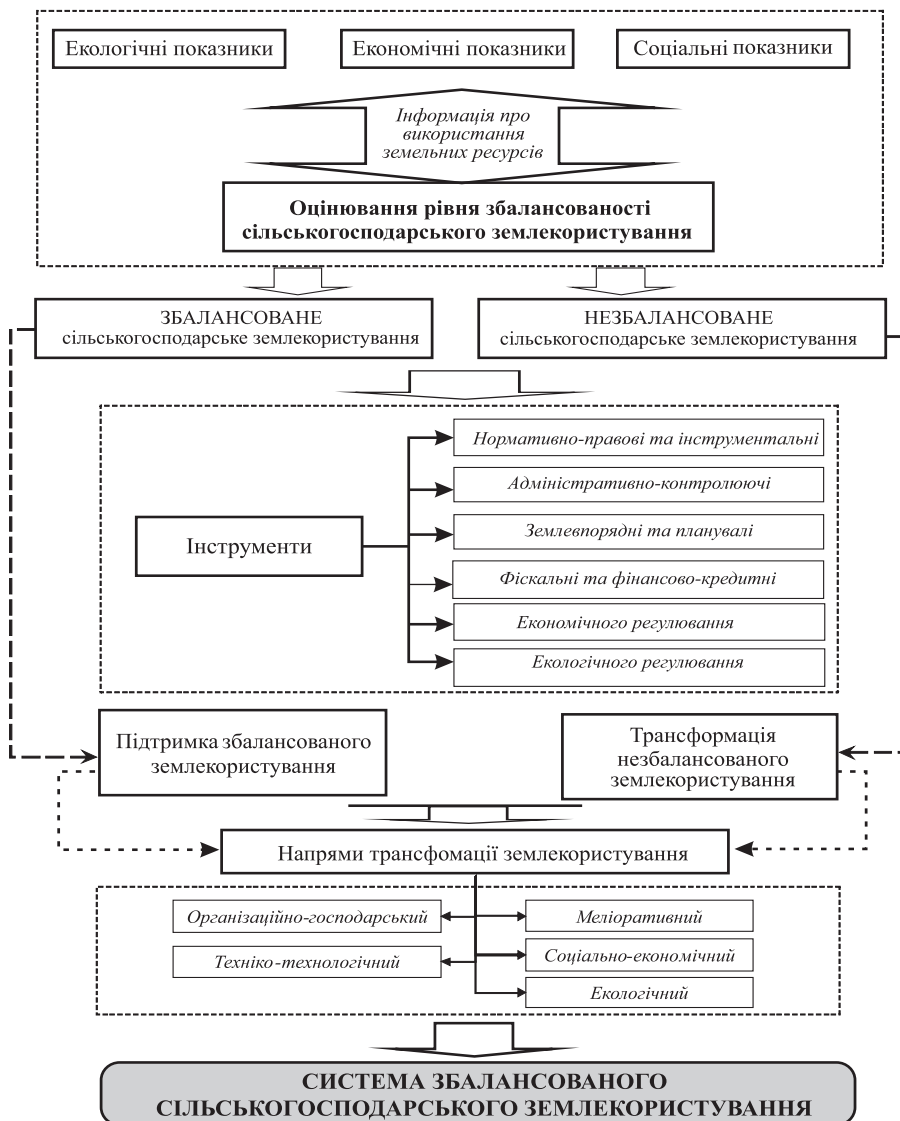 Екологічні показники
Економічні показники
Соціальні показники
Інформація про
використання
земельних ресурсів
Оцінювання рівня збалансованості
сільськогосподарського землекористування
ЗБАЛАНСОВАНЕ
сільськогосподарське землекористування
НЕЗБАЛАНСОВАНЕ
сільськогосподарське землекористування
Інструменти
Нормативно-правові та інструментальні
Адміністративно-контролюючі
Землевпорядні та планувалі
Фіскальні та фінансово-кредитні
Економічного регулювання
Екологічного регулювання
Підтримка збалансованого
землекористування
Трансформація
незбалансованого
землекористування
Напрями трансфомації землекористування
Організаційно-господарський
Техніко-технологічний
Меліоративний
Соціально-економічний
Екологічний
СИСТЕМА ЗБАЛАНСОВАНОГО
СІЛЬСЬКОГОСПОДАРСЬКОГО ЗЕМЛЕКОРИСТУВАННЯ